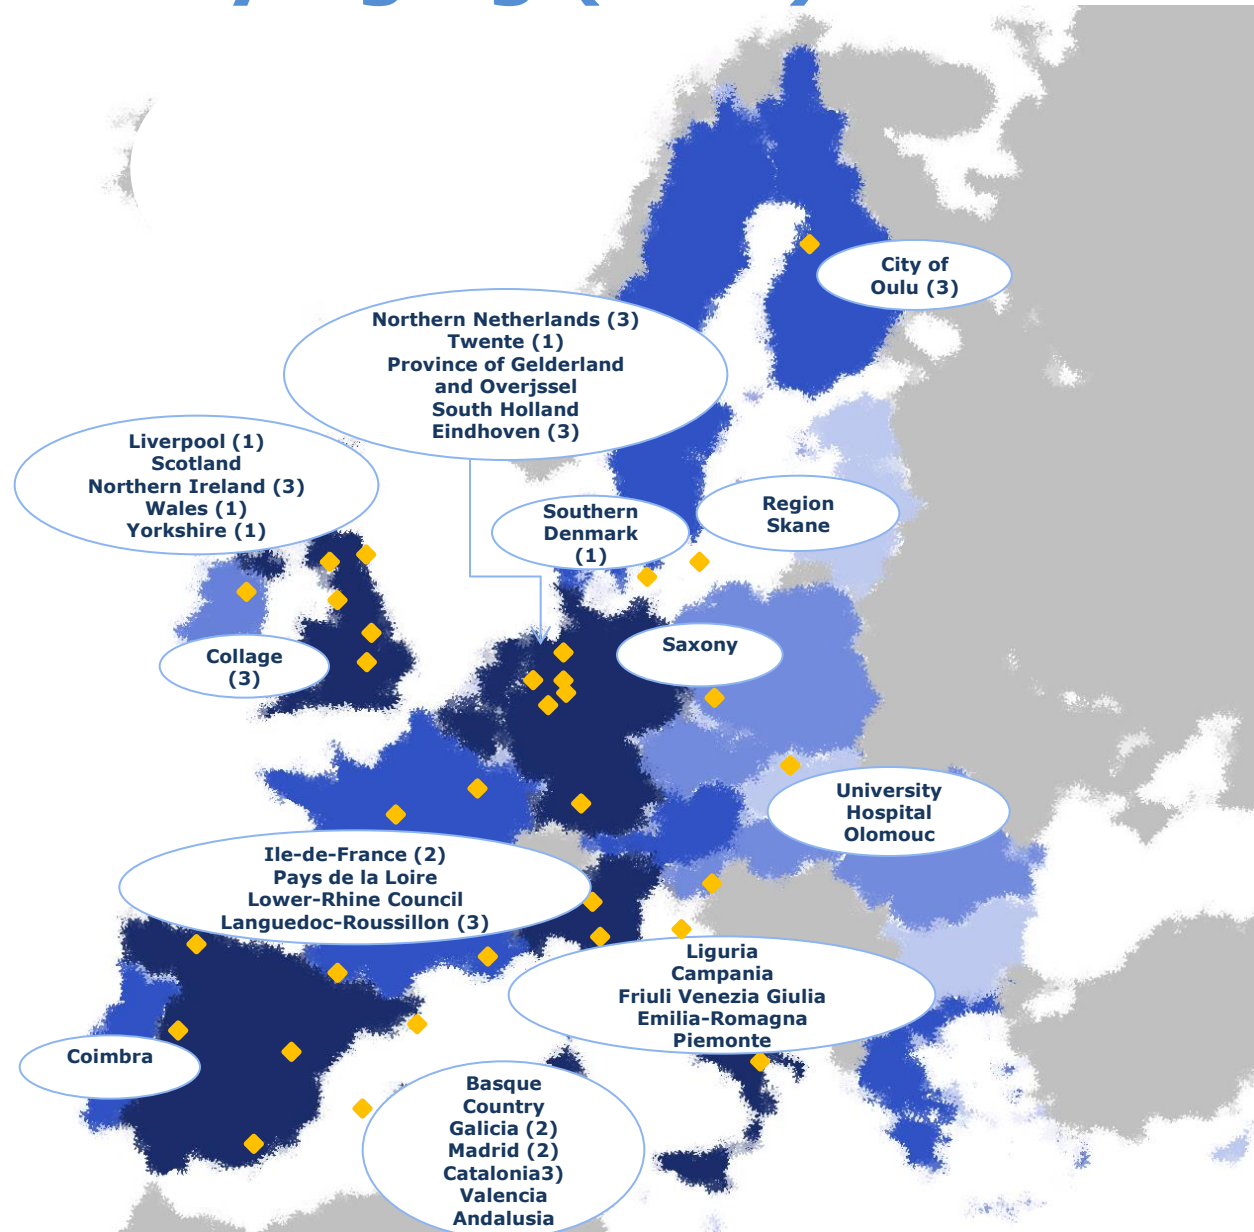 City of
Oulu (3)
Northern Netherlands (3)
Twente (1)
Province of Gelderland
and Overjssel
South Holland
Eindhoven (3)
Liverpool (1)
Scotland
Northern Ireland (3)
Wales (1)
Yorkshire (1)
Southern
Denmark
(1)
Region
Skane
Collage
(3)
Saxony
University
Hospital
Olomouc
Ile-de-France (2)
Pays de la Loire
Lower-Rhine Council
Languedoc-Roussillon (3)
Liguria
Campania
Friuli Venezia Giulia
Emilia-Romagna
Piemonte
Coimbra
Basque
Country
Galicia (2)
Madrid (2)
Catalonia3)
Valencia
Andalusia